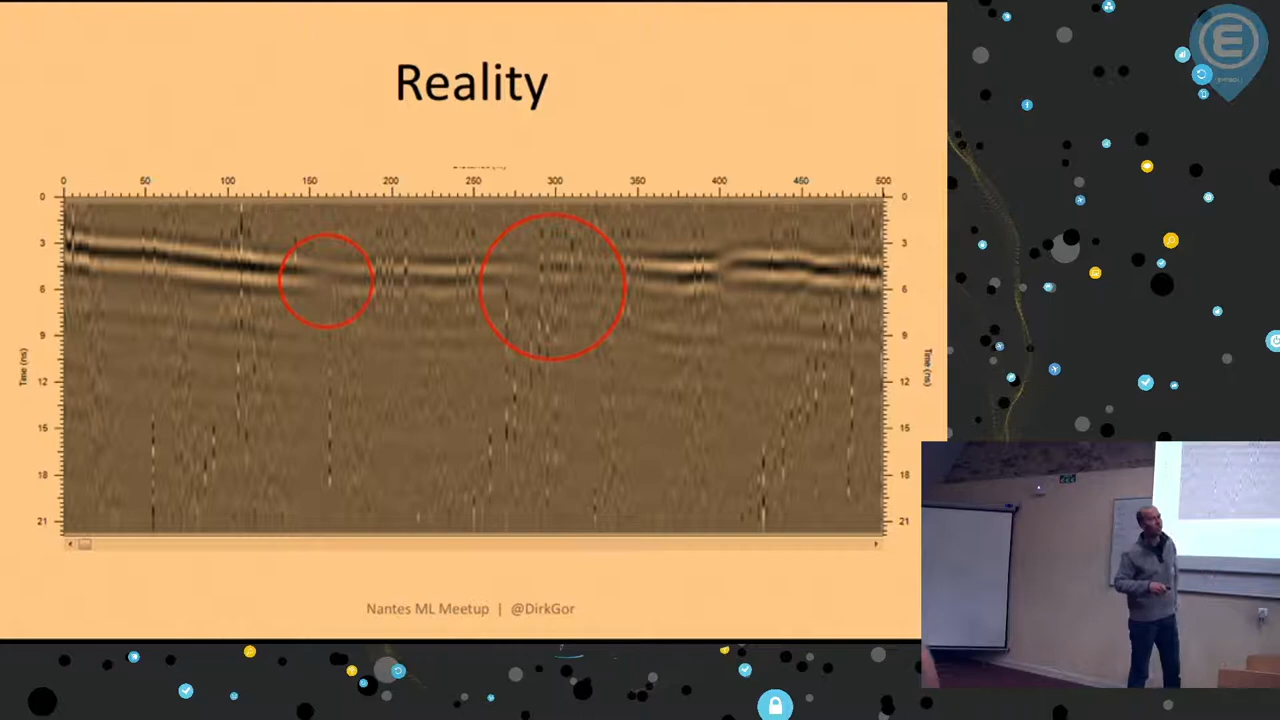 Reality
0 50 100 150 200 250 300 350 400 450 500
0 0
3 3
6 6
9 9
12 12
15 15
18 18
21 21
Time (ns)
Time (ns)
Nantes ML Meetup | @DirkGor